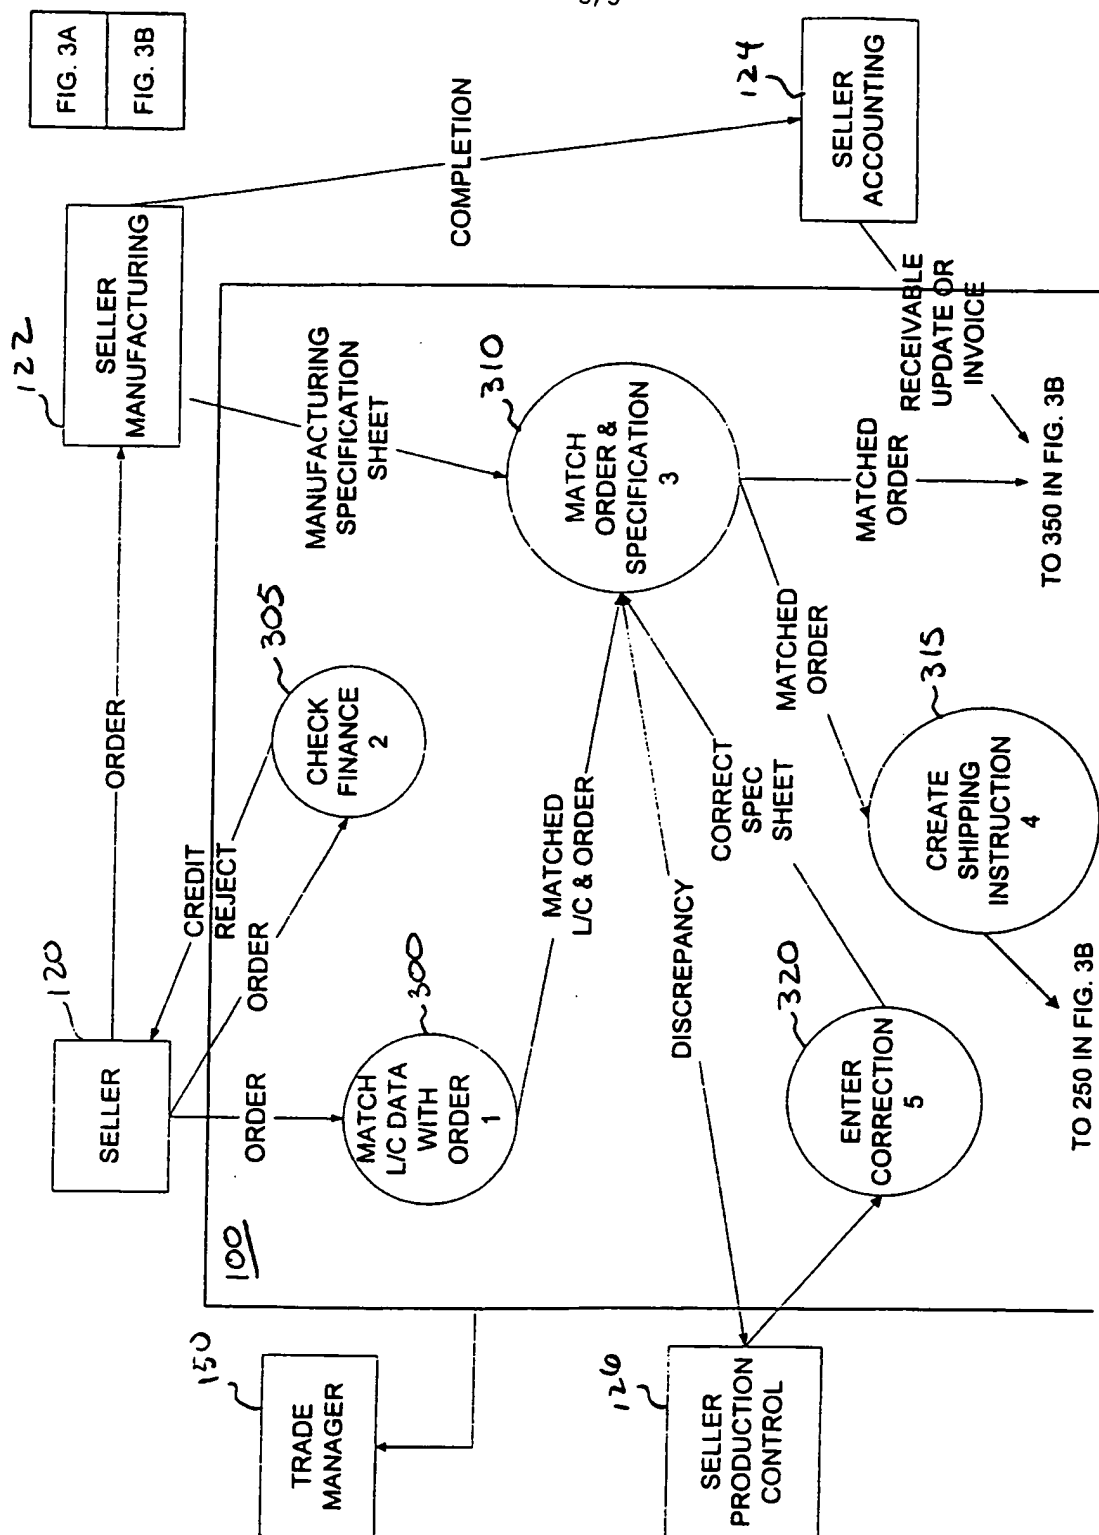 FIG. 3A
FIG. 3B
120
SELLER
ORDER
122
SELLER
MANUFACTURING
150
TRADE
MANAGER
100
CREDIT
REJECT
ORDER
ORDER
305
CHECK
FINANCE
2
MANUFACTURING
SPECIFICATION
SHEET
COMPLETION
300
MATCH
L/C DATA
WITH
ORDER
1
MATCHED
L/C & ORDER
310
MATCH
ORDER &
SPECIFICATION
3
124
SELLER
ACCOUNTING
126
SELLER
PRODUCTION
CONTROL
DISCREPANCY
CORRECT
SPEC
SHEET
MATCHED
ORDER
MATCHED
ORDER
RECEIVABLE
UPDATE OR
INVOICE
320
ENTER
CORRECTION
5
315
CREATE
SHIPPING
INSTRUCTION
4
TO 250 IN FIG. 3B
TO 350 IN FIG. 3B